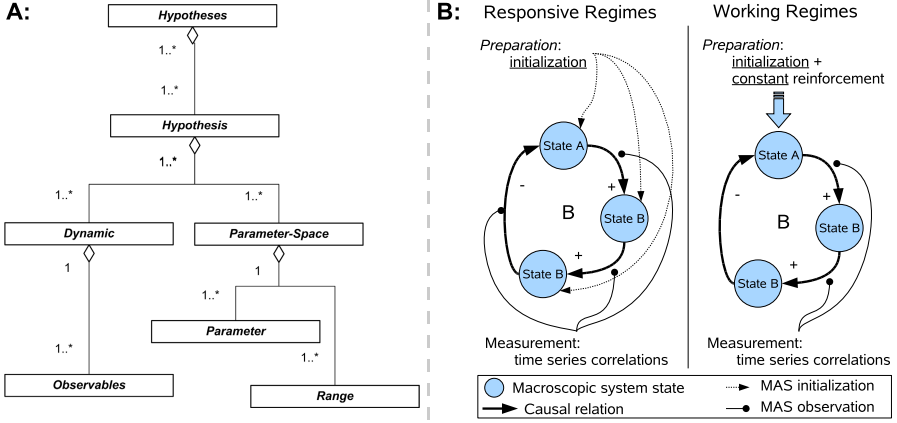 A:
Hypotheses
1..*
1..*
Hypothesis
1..*
1..*
1..*
Dynamic
Parameter-Space
1
1
1..*
Parameter
1..*
1..*
Observables
Range
B:
Responsive Regimes
Preparation:
initialization
State A
-
+
B
State B
+
State B
Measurement:
time series correlations
Working Regimes
Preparation:
initialization +
constant reinforcement
State A
-
+
B
State B
+
State B
Measurement:
time series correlations
Macroscopic system state
MAS initialization
Causal relation
MAS observation